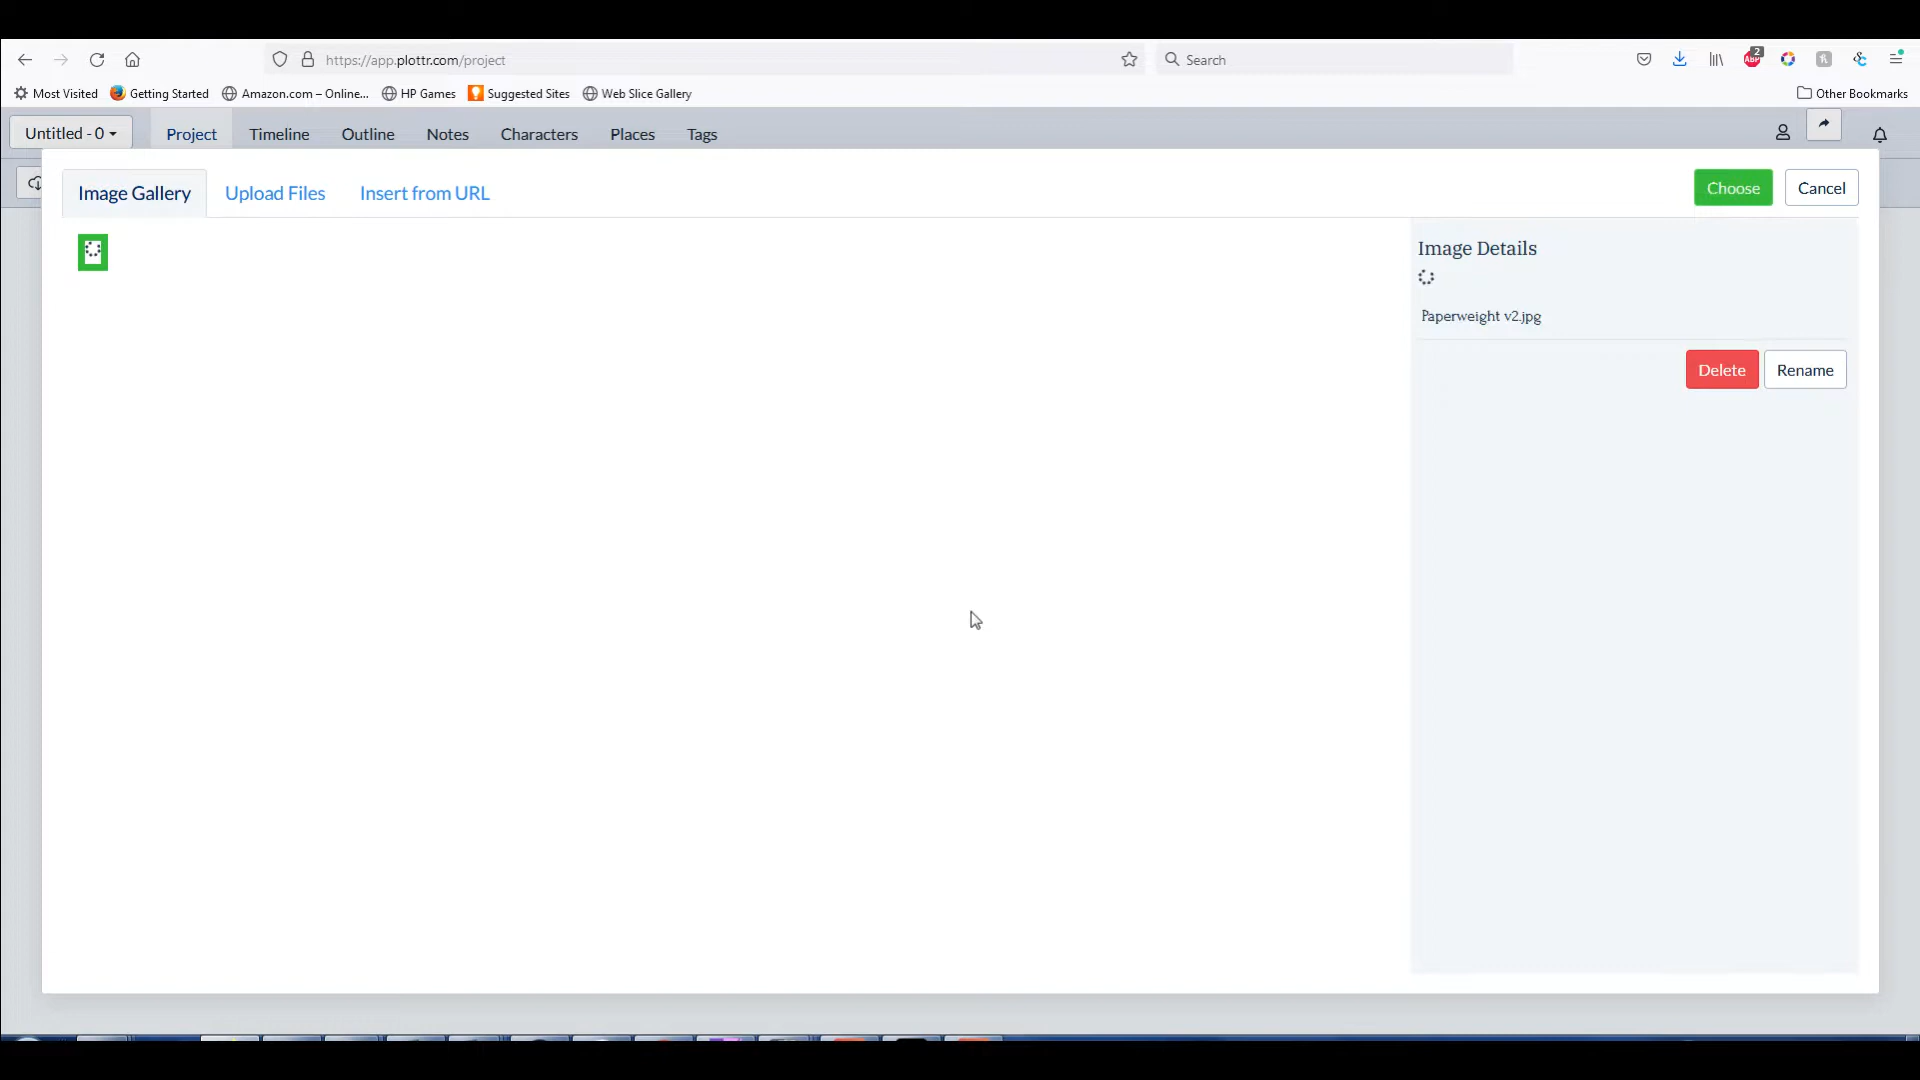 https://app.plottr.com/project
Search
2
ABP
Most Visited
Getting Started
Amazon.com – Online...
HP Games
Suggested Sites
Web Slice Gallery
Other Bookmarks
Untitled - 0
Project
Timeline
Outline
Notes
Characters
Places
Tags
Image Gallery
Upload Files
Insert from URL
Choose
Cancel
Image Details
Paperweight v2.jpg
Delete
Rename